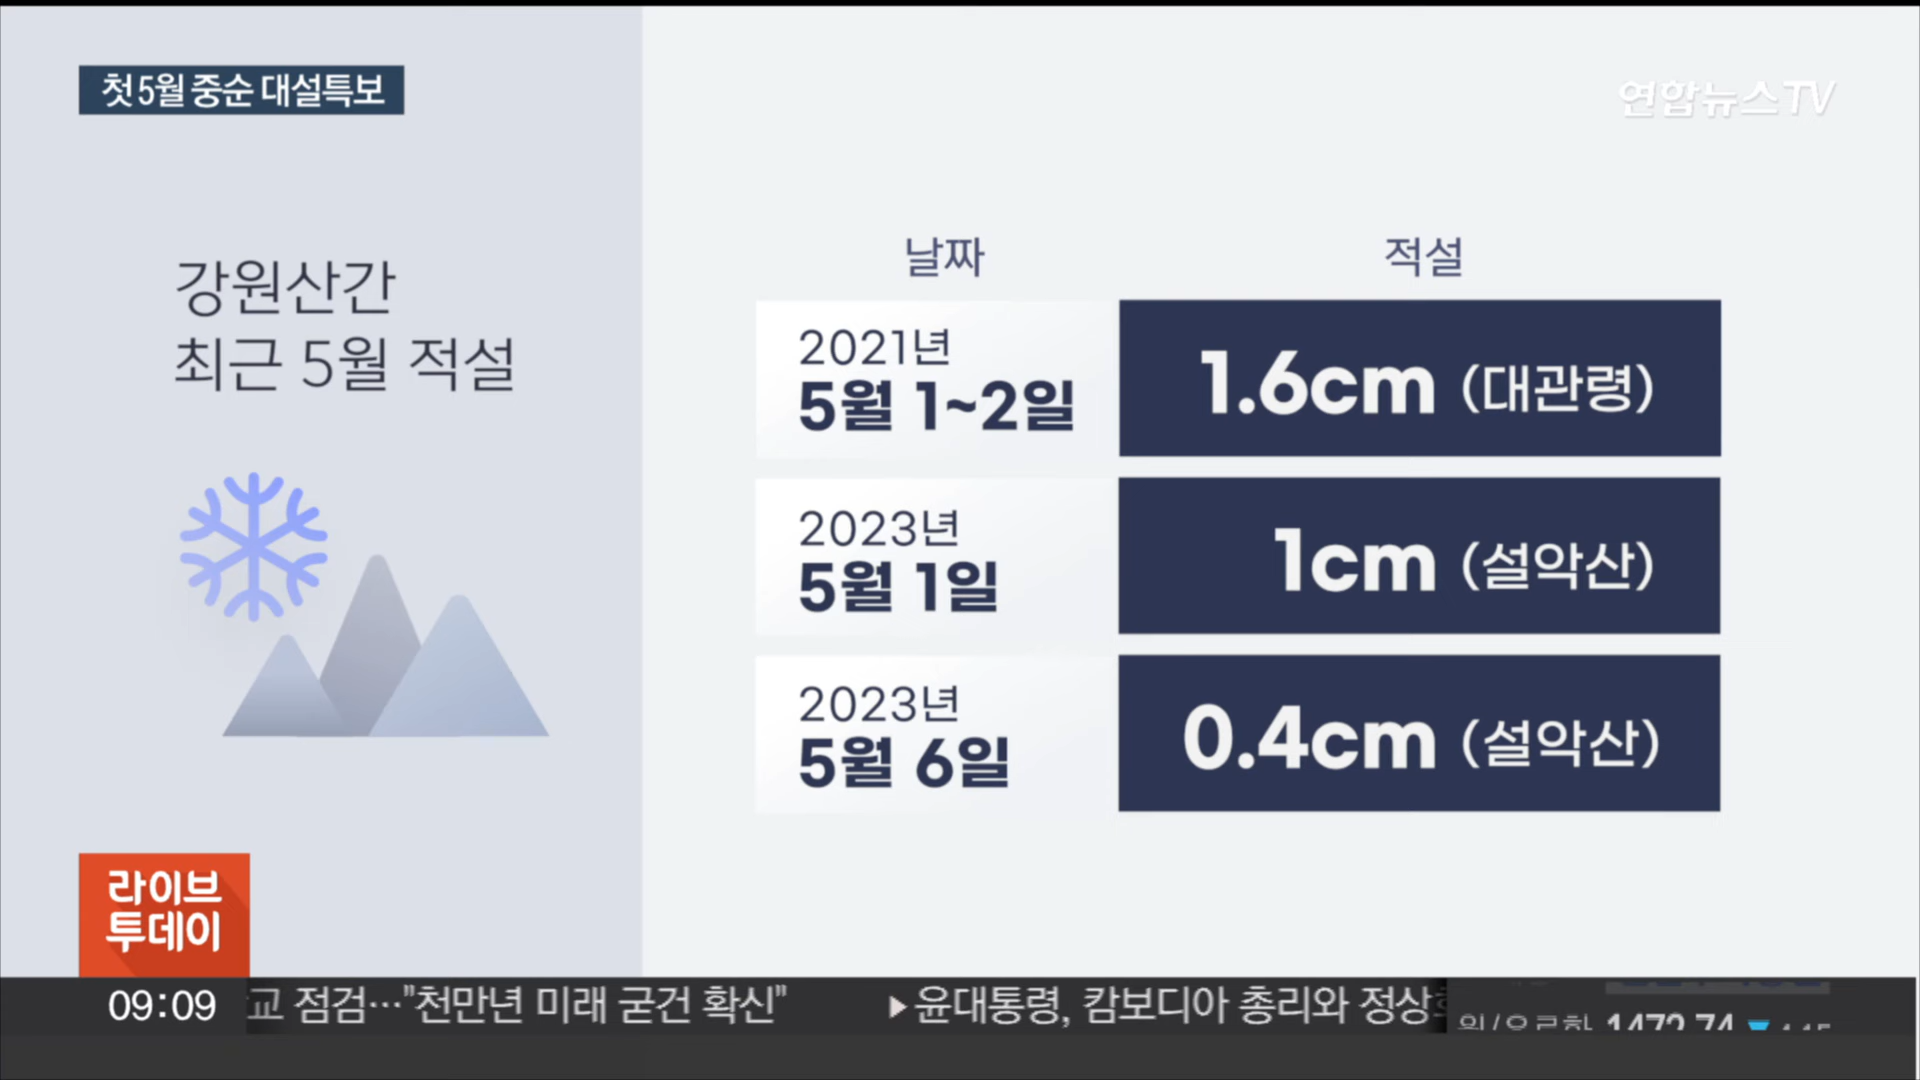 첫 5월 중순 대설특보
연합뉴스TV
강원산간
최근 5월 적설
날짜 적설
2021년
5월 1~2일
1.6cm (대관령)
2023년
5월 1일
1cm (설악산)
2023년
5월 6일
0.4cm (설악산)
라이브
투데이
09:09
교 점검…"천만년 미래 굳건 확신" ▶윤대통령, 캄보디아 총리와 정상
1472.74 ▼